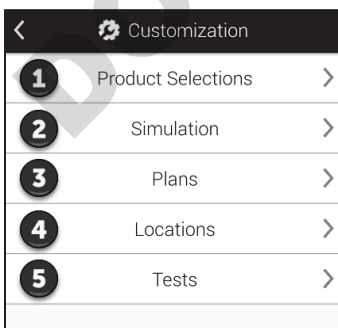 Customization
1 Product Selections
2 Simulation
3 Plans
4 Locations
5 Tests